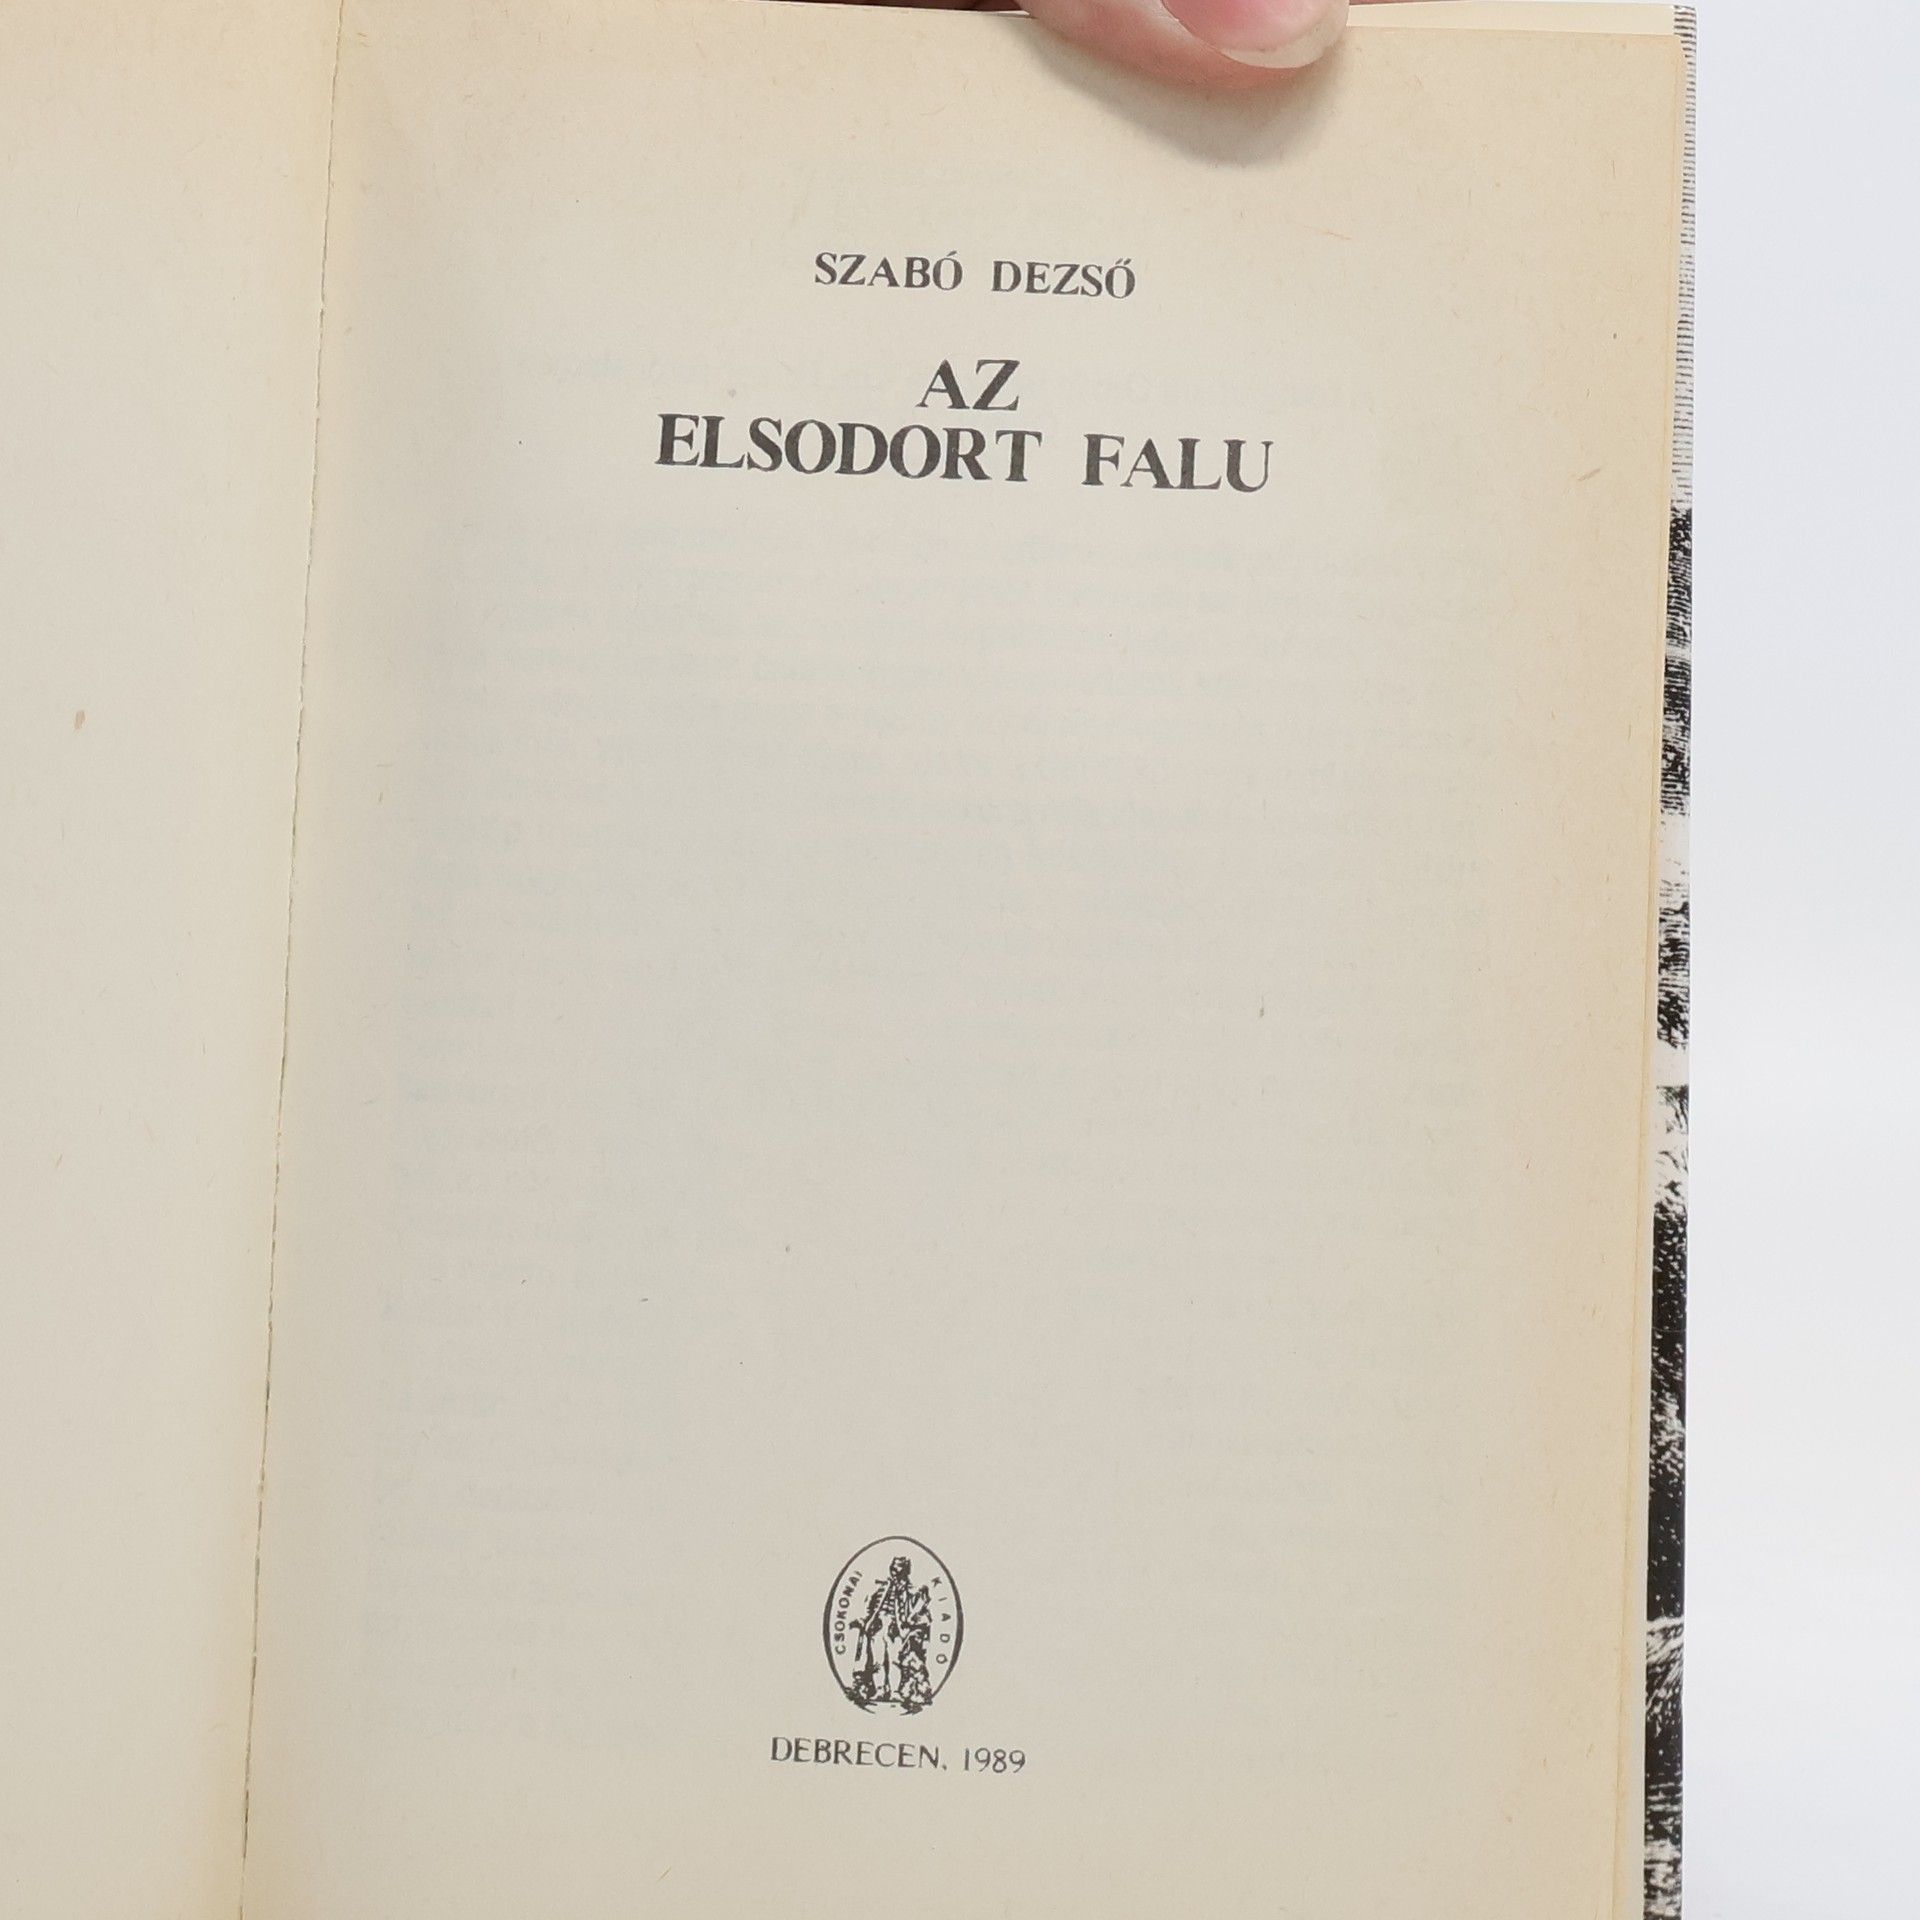 SZABÓ DEZSŐ
AZ
ELSODORT FALU
CSOKONAI KIADÓ
DEBRECEN, 1989